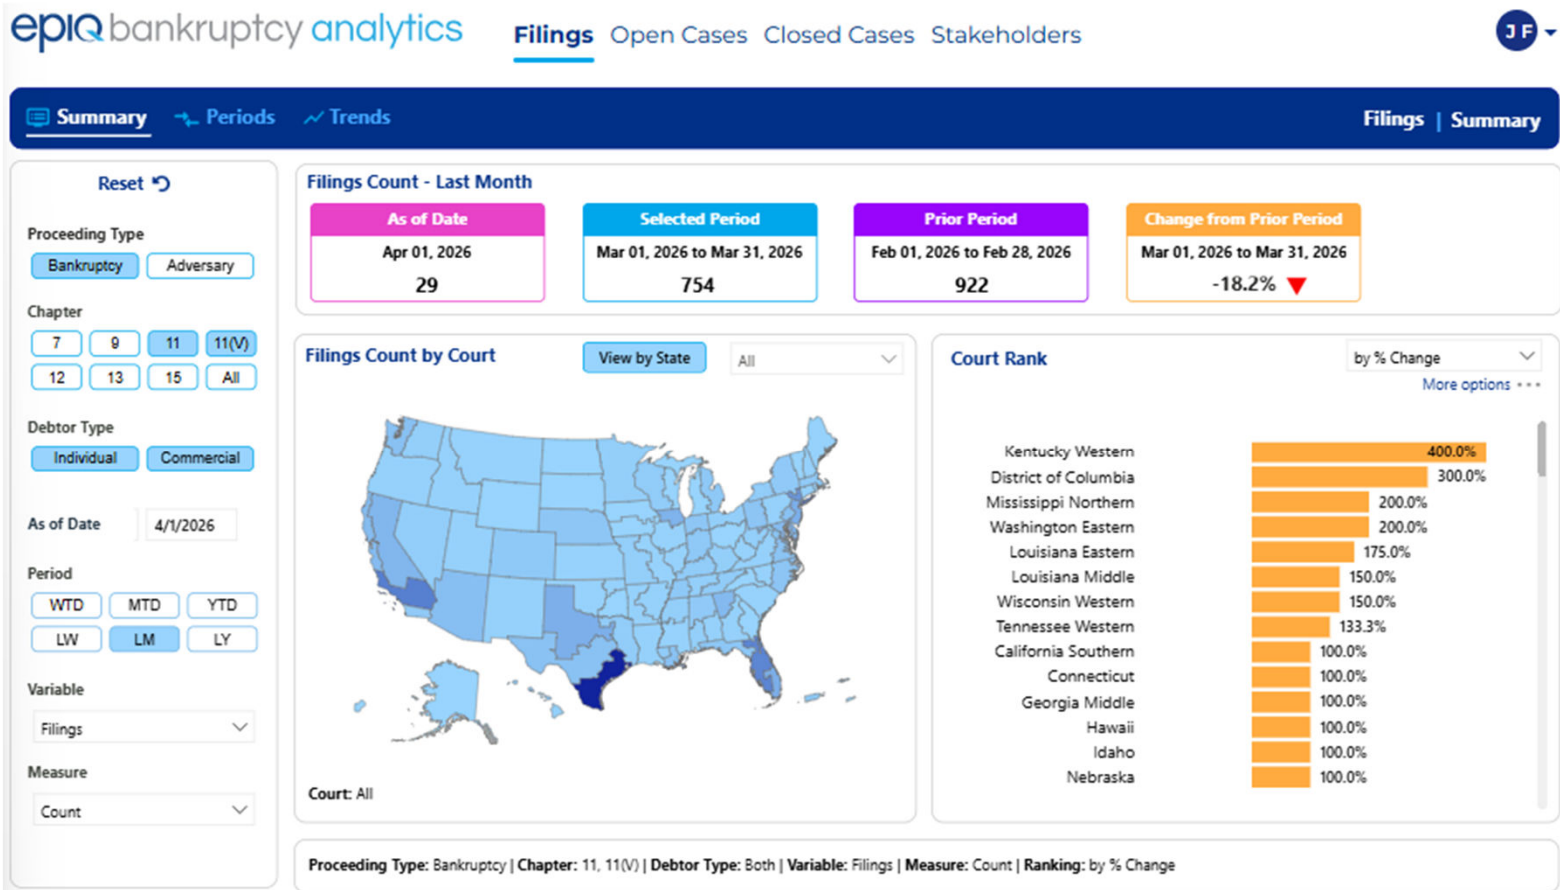 epiq bankruptcy analytics
Filings Open Cases Closed Cases Stakeholders
J F
Summary Periods Trends
Filings | Summary
Reset
Proceeding Type
Bankruptcy Adversary
Chapter
7 9 11 11(V)
12 13 15 All
Debtor Type
Individual Commercial
As of Date 4/1/2026
Period
WTD MTD YTD
LW LM LY
Variable
Filings
Measure
Count
Filings Count - Last Month
As of Date
Apr 01, 2026
29
Selected Period
Mar 01, 2026 to Mar 31, 2026
754
Prior Period
Feb 01, 2026 to Feb 28, 2026
922
Change from Prior Period
Mar 01, 2026 to Mar 31, 2026
-18.2%
Filings Count by Court View by State All
Court: All
Court Rank by % Change
More options
Kentucky Western 400.0%
District of Columbia 300.0%
Mississippi Northern 200.0%
Washington Eastern 200.0%
Louisiana Eastern 175.0%
Louisiana Middle 150.0%
Wisconsin Western 150.0%
Tennessee Western 133.3%
California Southern 100.0%
Connecticut 100.0%
Georgia Middle 100.0%
Hawaii 100.0%
Idaho 100.0%
Nebraska 100.0%
Proceeding Type: Bankruptcy | Chapter: 11, 11(V) | Debtor Type: Both | Variable: Filings | Measure: Count | Ranking: by % Change